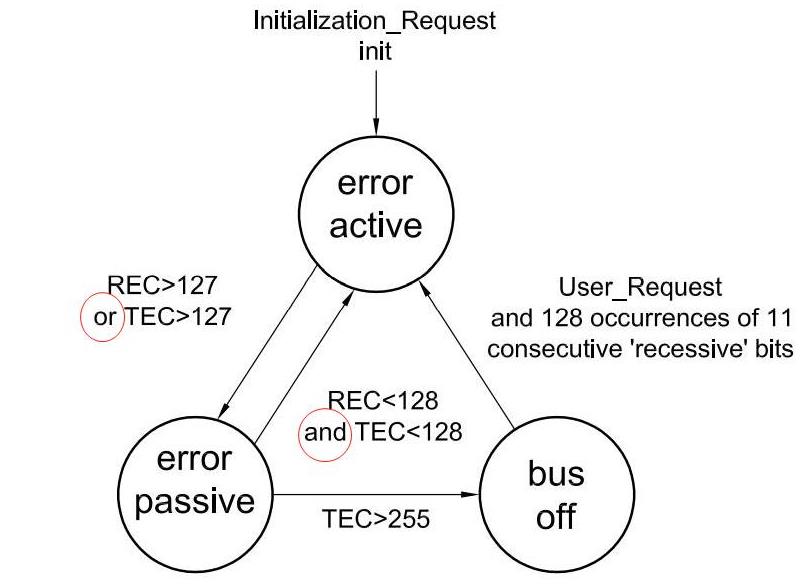 Initialization_Request
init
error
active
REC>127
or TEC>127
User_Request
and 128 occurrences of 11
consecutive 'recessive' bits
REC<128
and TEC<128
error
passive
TEC>255
bus
off